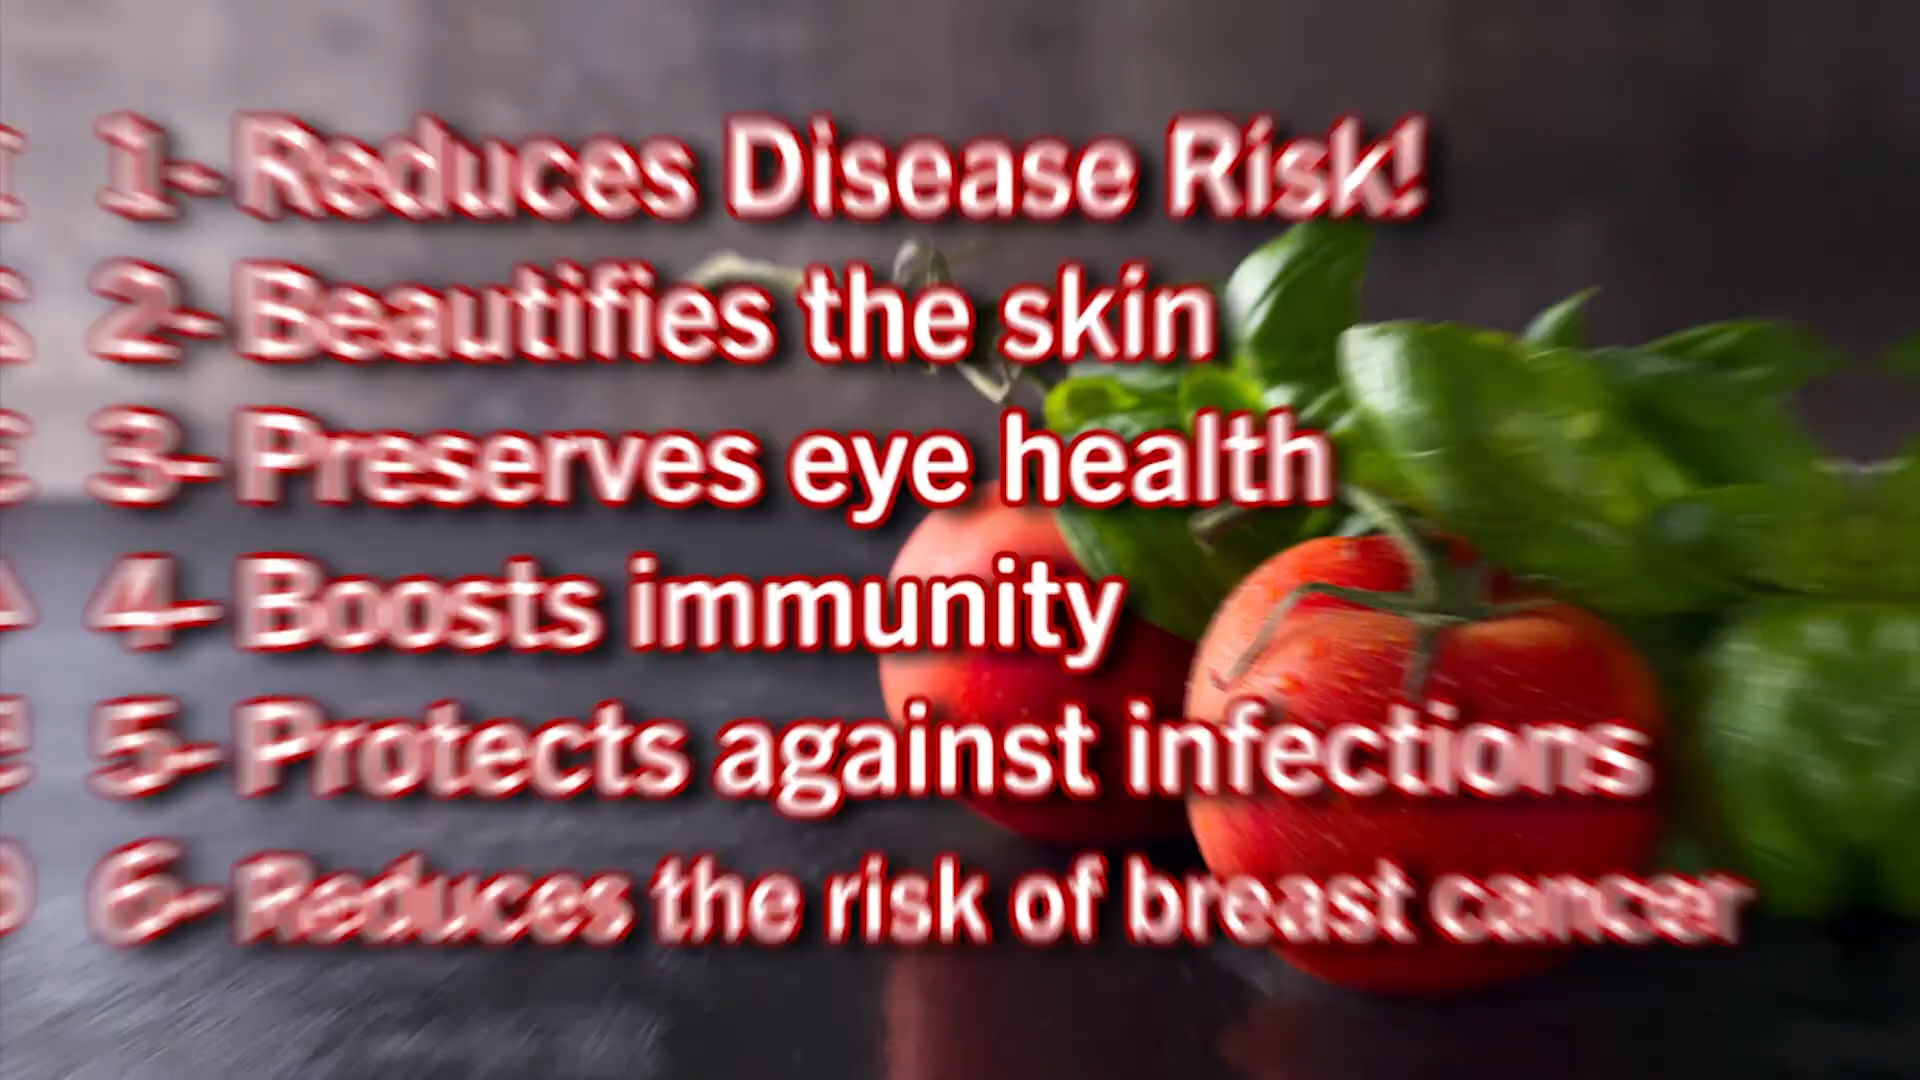 1- Reduces Disease Risk!
2- Beautifies the skin
3- Preserves eye health
4- Boosts immunity
5- Protects against infections
6- Reduces the risk of breast cancer